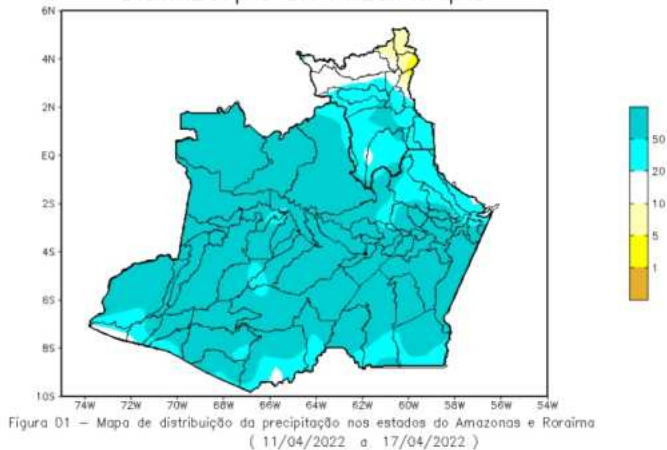 6N
4N
2N
EQ
2S
4S
6S
8S
10S
74W 72W 70W 68W 66W 64W 62W 60W 58W 56W 54W
50
20
10
5
1
Figura 01 – Mapa de distribuição da precipitação nos estados do Amazonas e Roraima
( 11/04/2022 a 17/04/2022 )